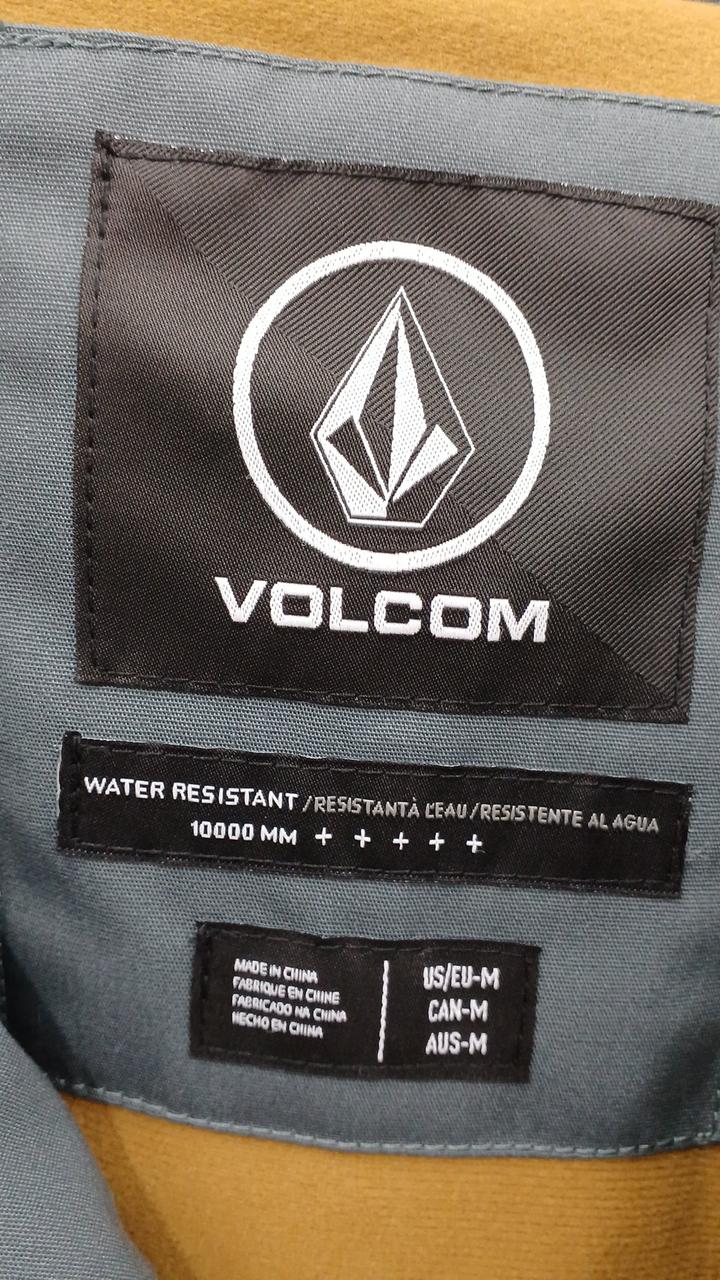 VOLCOM
WATER RESISTANT / RESISTANT À L'EAU / RESISTENTE AL AGUA
10000 MM + + + + +
MADE IN CHINA
FABRIQUE EN CHINE
FABRICADO NA CHINA
HECHO EN CHINA
US/EU-M
CAN-M
AUS-M